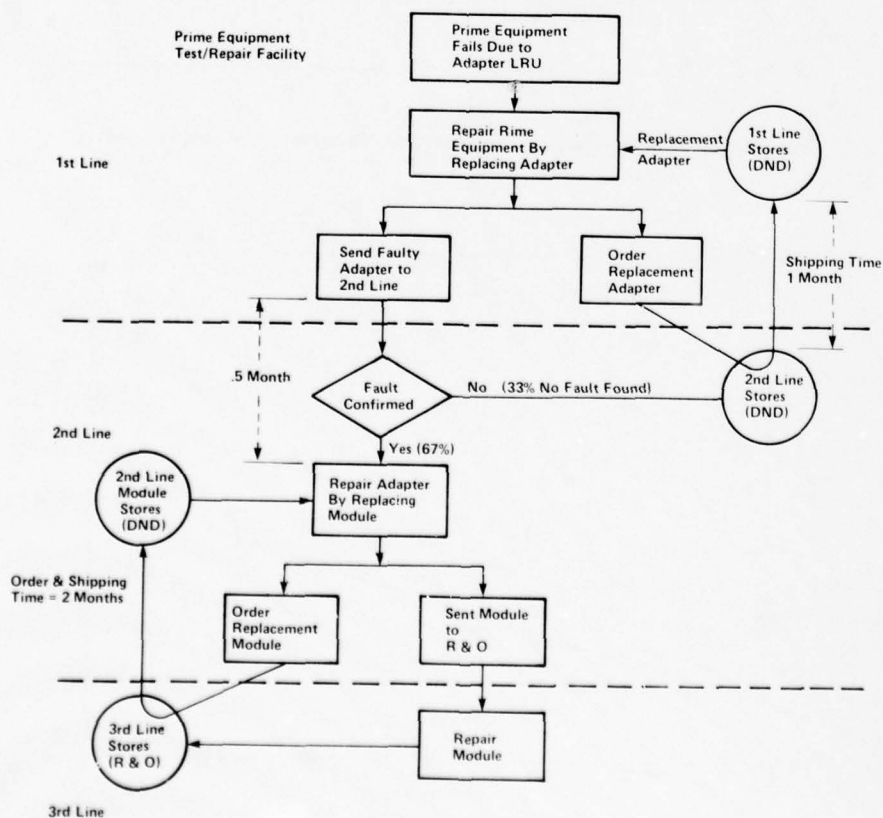 Prime Equipment
Test/Repair Facility
Prime Equipment
Fails Due to
Adapter LRU
1st Line
Repair Rime
Equipment By
Replacing Adapter
Replacement
Adapter
1st Line
Stores
(DND)
Send Faulty
Adapter to
2nd Line
Order
Replacement
Adapter
Shipping Time
1 Month
.5 Month
Fault
Confirmed
No (33% No Fault Found)
2nd Line
Stores
(DND)
2nd Line
Yes (67%)
2nd Line
Module
Stores
(DND)
Repair Adapter
By Replacing
Module
Order & Shipping
Time = 2 Months
Order
Replacement
Module
Sent Module
to
R & O
3rd Line
Stores
(R & O)
Repair
Module
3rd Line